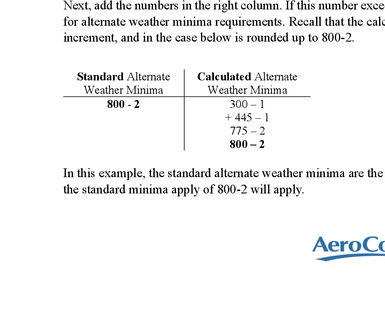 Next, add the numbers in the right column. If this number
for alternate weather minima requirements. Recall that the
increment, and in the case below is rounded up to 800-2.
Standard Alternate Weather Minima
Calculated Alternate Weather Minima
800 - 2
300 – 1
+ 445 – 1
775 – 2
800 – 2
In this example, the standard alternate weather minima are the
the standard minima apply of 800-2 will apply.